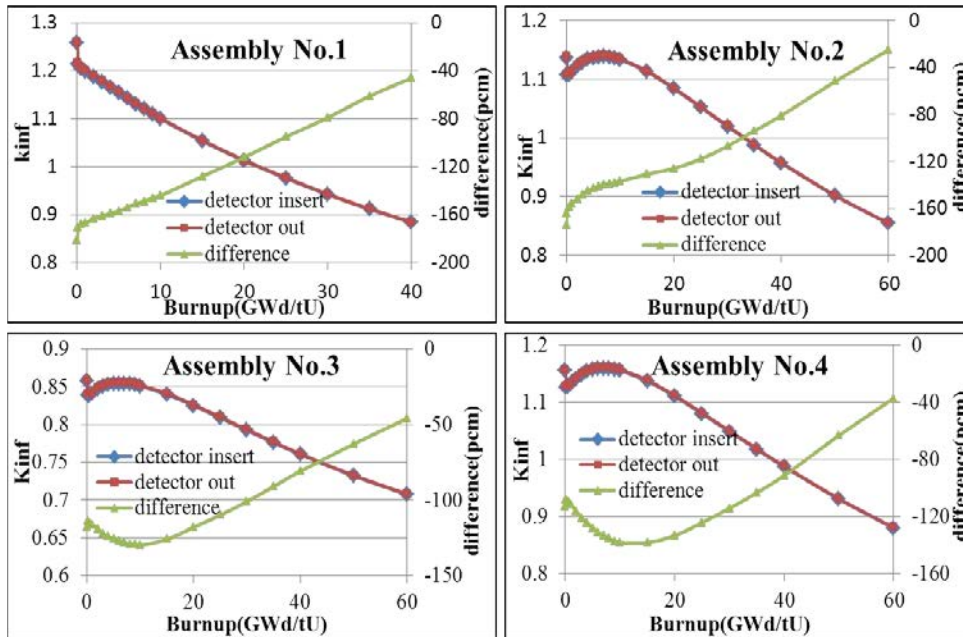 Assembly No.1
1.3
1.2
1.1
1
0.9
0.8
kinf
0
-40
-80
-120
-160
-200
difference(pcm)
detector insert
detector out
difference
0
10
20
30
40
Burnup(GWd/tU)
Assembly No.2
1.2
1.1
1
0.9
0.8
Kinf
0
-40
-80
-120
-160
-200
difference(pcm)
detector insert
detector out
difference
0
20
40
60
Burnup(GWd/tU)
Assembly No.3
0.9
0.85
0.8
0.75
0.7
0.65
0.6
Kinf
0
-50
-100
-150
difference(pcm)
detector insert
detector out
difference
0
20
40
60
Burnup(GWd/tU)
Assembly No.4
1.2
1.1
1
0.9
0.8
Kinf
0
-40
-80
-120
-160
difference(pcm)
detector insert
detector out
difference
0
20
40
60
Burnup(GWd/tU)